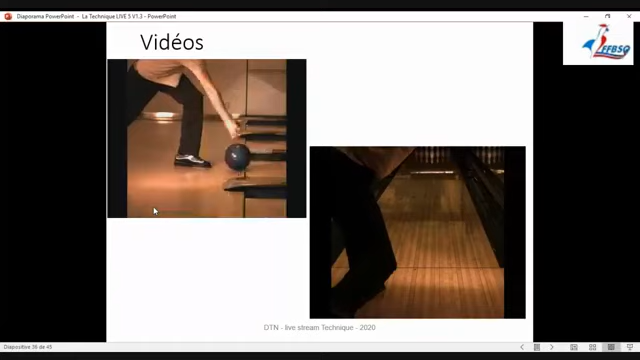 Diaporama PowerPoint - La Technique LIVE 5 V1.3 - PowerPoint
Vidéos
FFBSQ
DTN - live stream Technique - 2020
Diapositive 38 de 45